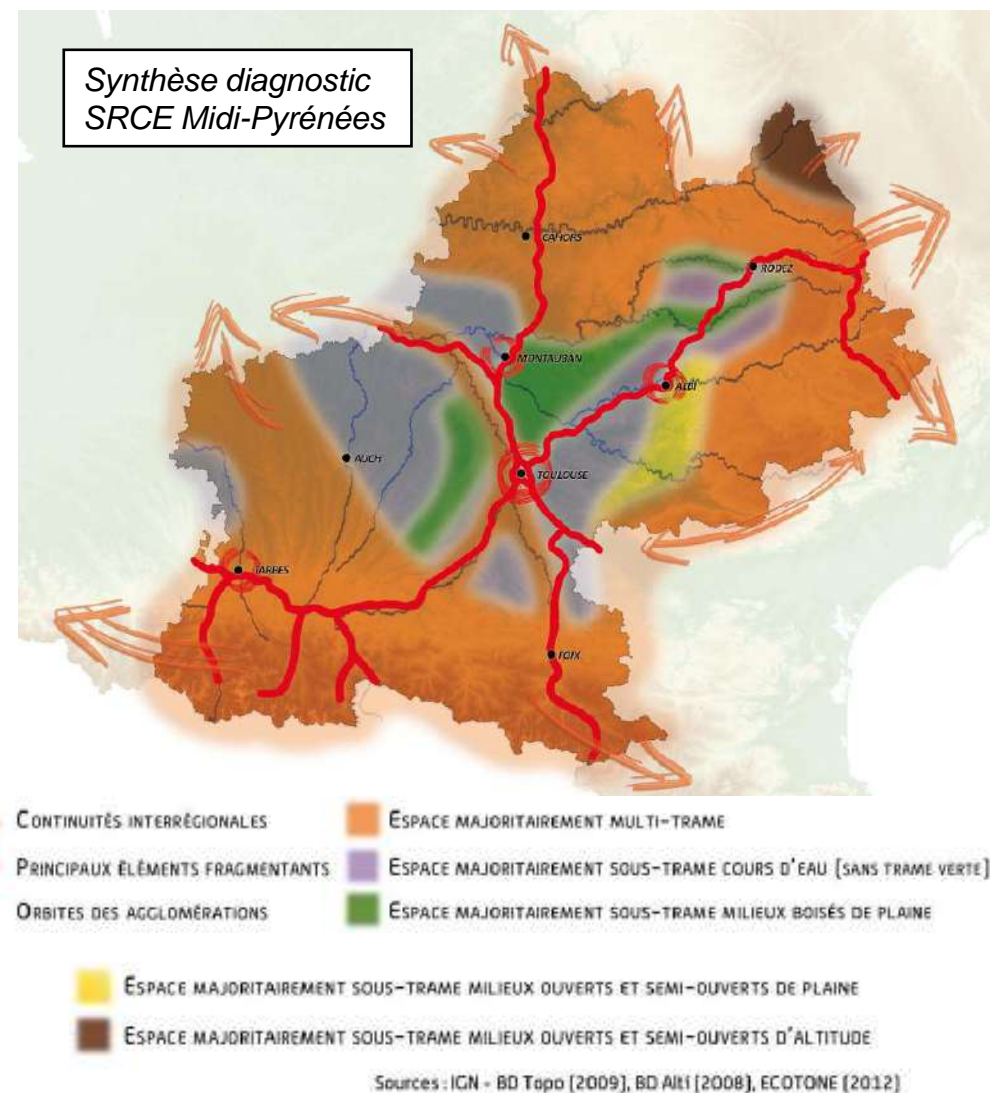 Synthèse diagnostic
SRCE Midi-Pyrénées
CAHORS
RODEZ
MONTAUBAN
ALBI
AUCH
TOULOUSE
TARBES
FOIX
CONTINUITÉS INTERRÉGIONALES
PRINCIPAUX ÉLÉMENTS FRAGMENTANTS
ORBITES DES AGGLOMÉRATIONS
ESPACE MAJORITAIREMENT MULTI-TRAME
ESPACE MAJORITAIREMENT SOUS-TRAME COURS D'EAU (SANS TRAME VERTE)
ESPACE MAJORITAIREMENT SOUS-TRAME MILIEUX BOISÉS DE PLAINE
ESPACE MAJORITAIREMENT SOUS-TRAME MILIEUX OUVERTS ET SEMI-OUVERTS DE PLAINE
ESPACE MAJORITAIREMENT SOUS-TRAME MILIEUX OUVERTS ET SEMI-OUVERTS D'ALTITUDE
Sources : IGN - BD Topo (2009), BD Alti (2008), ECOTONE (2012)